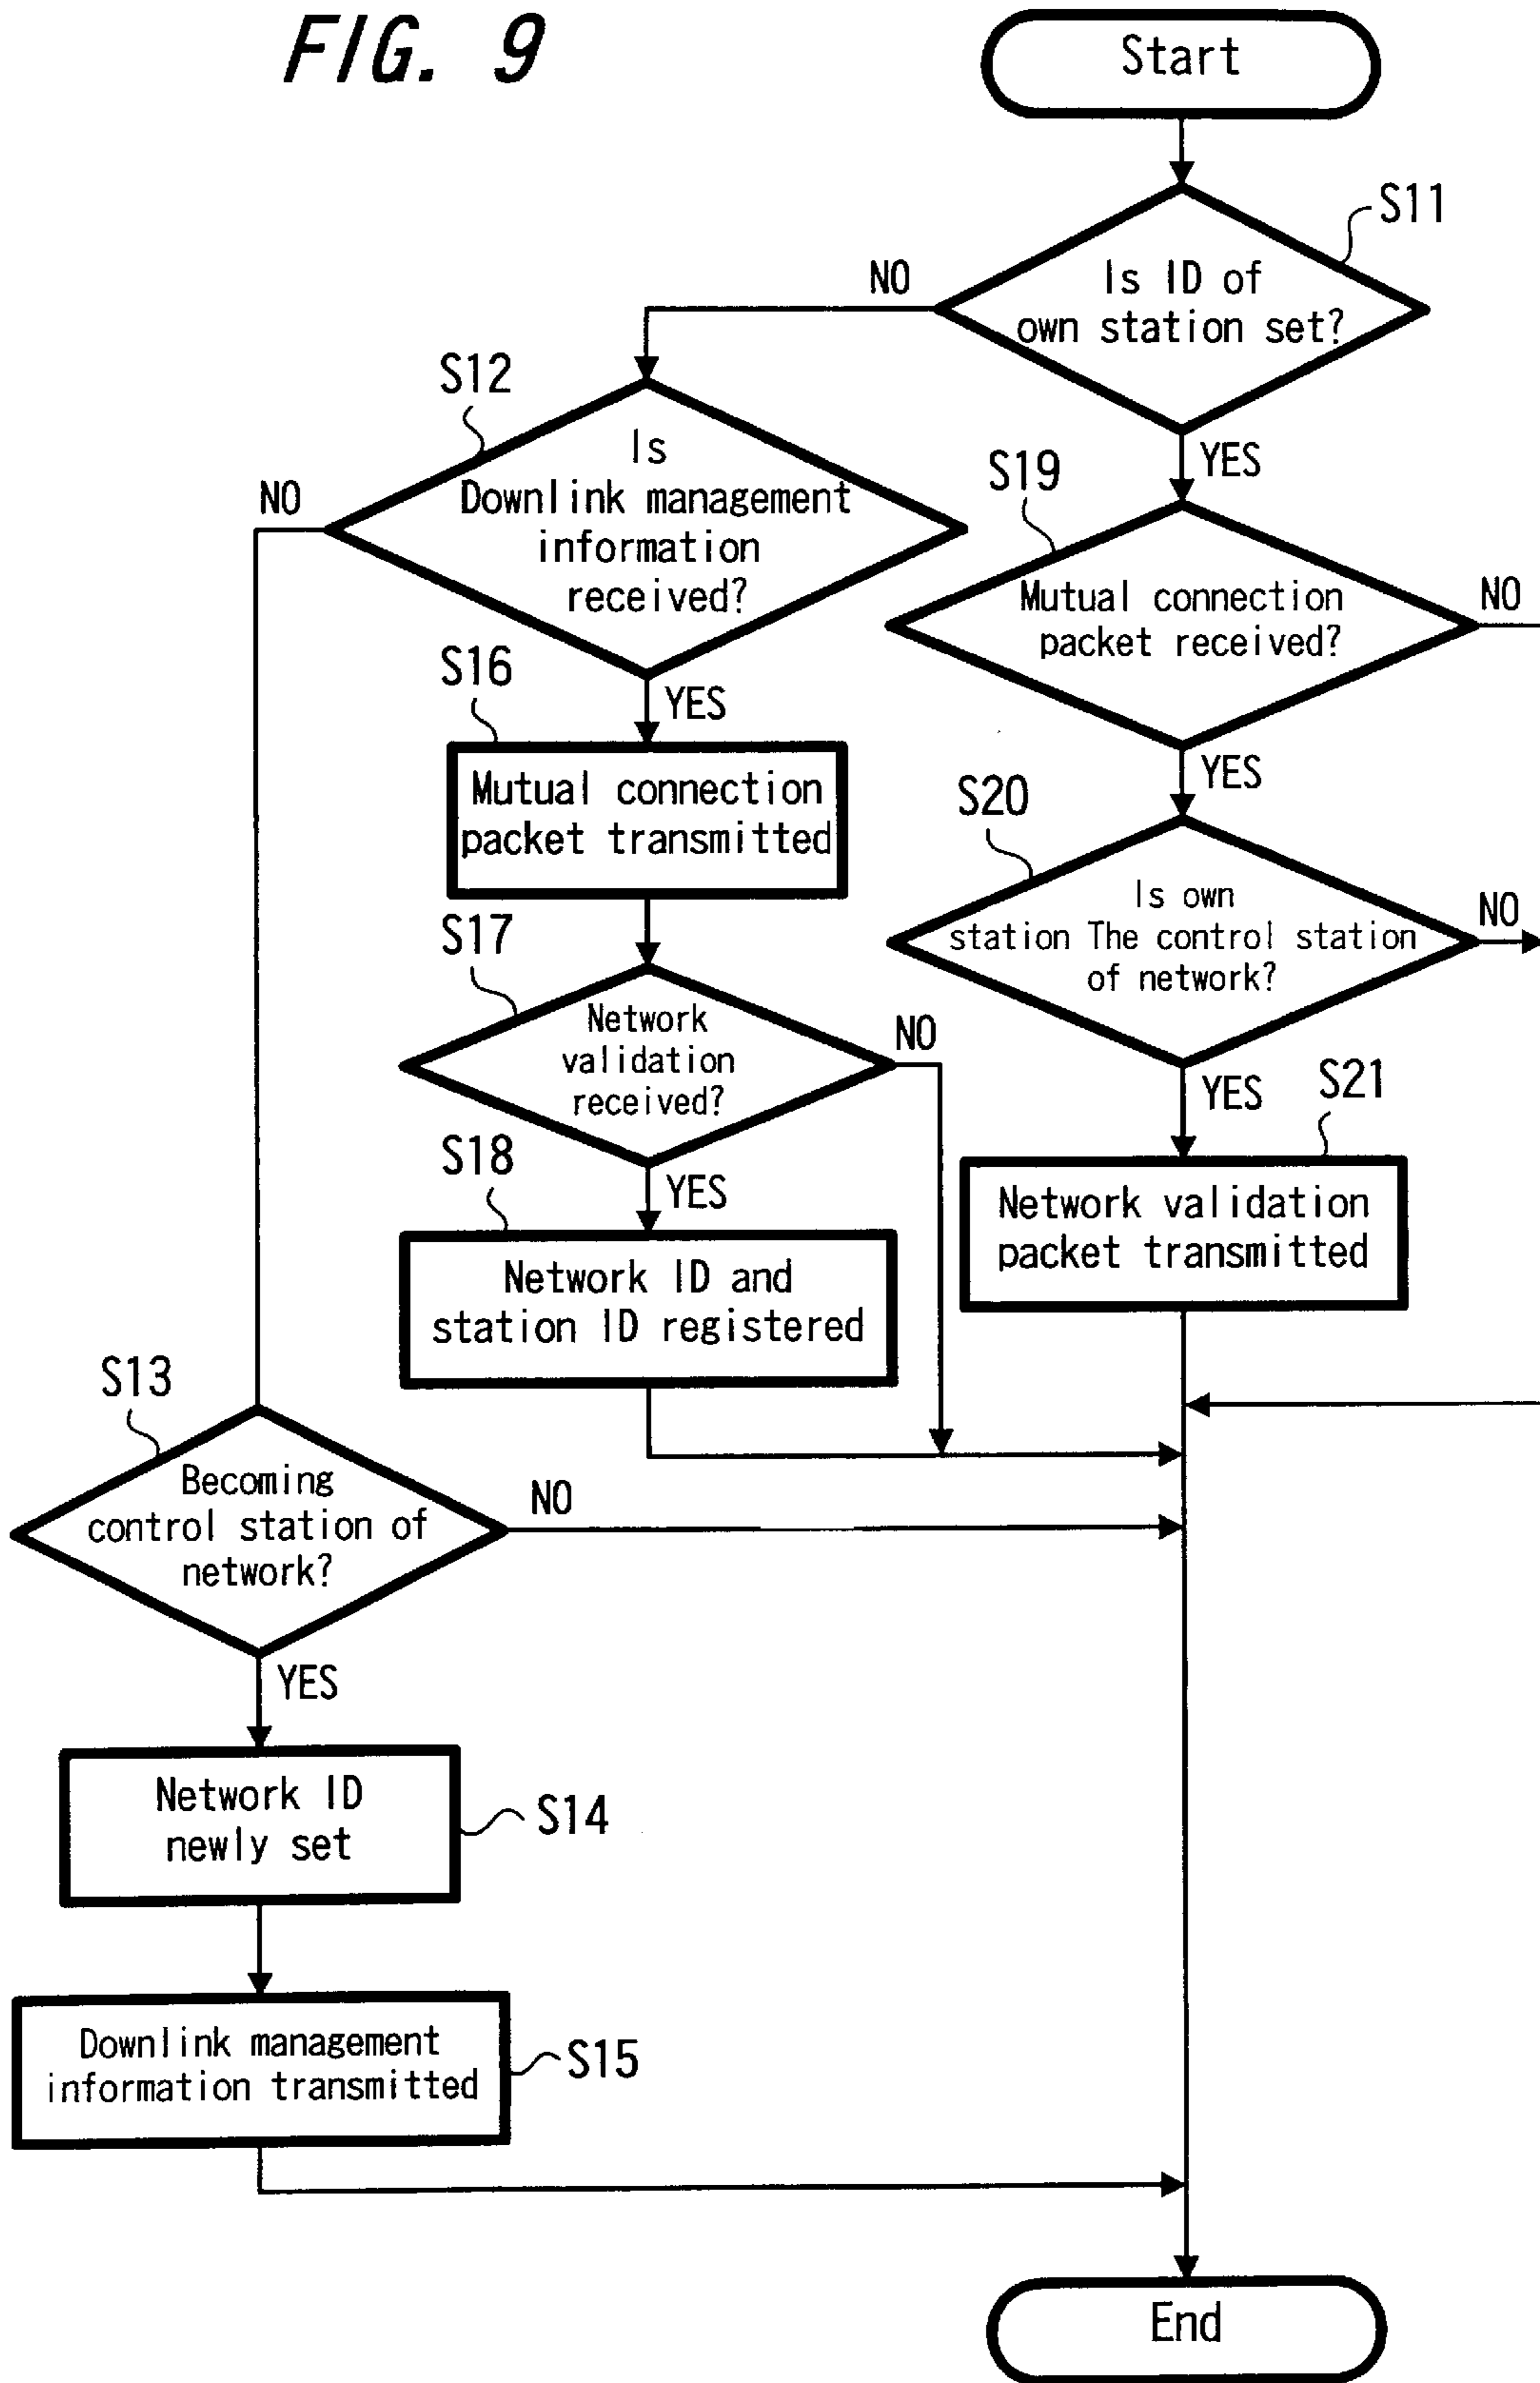 FIG. 9
Start
S11
Is ID of
own station set?
NO
YES
S12
Is
Downlink management
information
received?
NO
YES
S19
Mutual connection
packet received?
NO
YES
S16
Mutual connection
packet transmitted
S20
Is own
station The control station
of network?
NO
YES
S17
Network
validation
received?
NO
YES
S21
Network validation
packet transmitted
S18
Network ID and
station ID registered
S13
Becoming
control station of
network?
NO
YES
Network ID
newly set
S14
Downlink management
information transmitted
S15
End